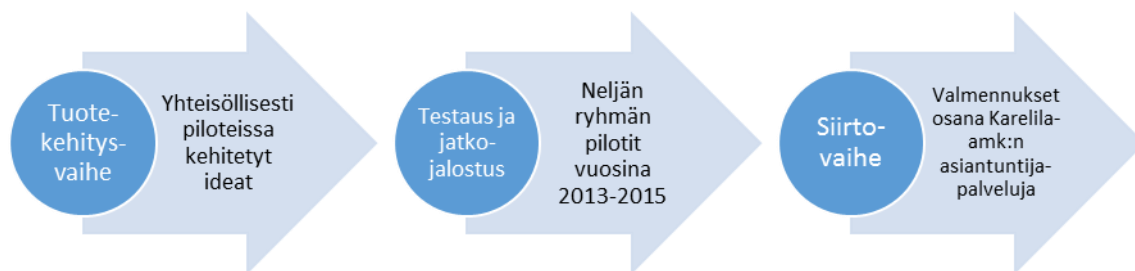 Tuote-
kehitys-
vaihe
Yhteisöllisesti
piloteissa
kehitetyt
ideat
Testaus ja
jatko-
jalostus
Neljän
ryhmän
pilotit
vuosina
2013-2015
Siirto-
vaihe
Valmennukset
osana Karelila-
amk:n
asiantuntija-
palveluja